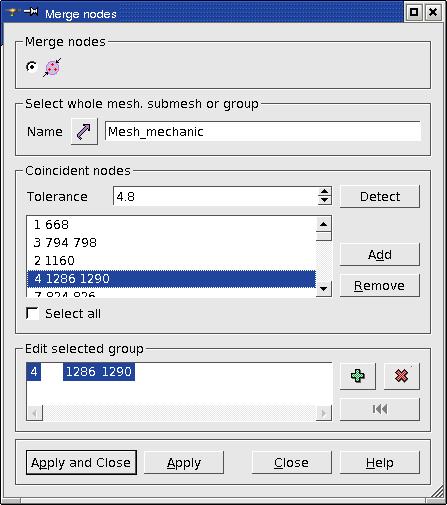 Merge nodes
Merge nodes
Select whole mesh. submesh or group
Name Mesh_mechanic
Coincident nodes
Tolerance 4.8 Detect
1 668
3 794 798
2 1160
4 1286 1290
7 824 826
Add
Remove
Select all
Edit selected group
4 1286 1290
Apply and Close Apply Close Help